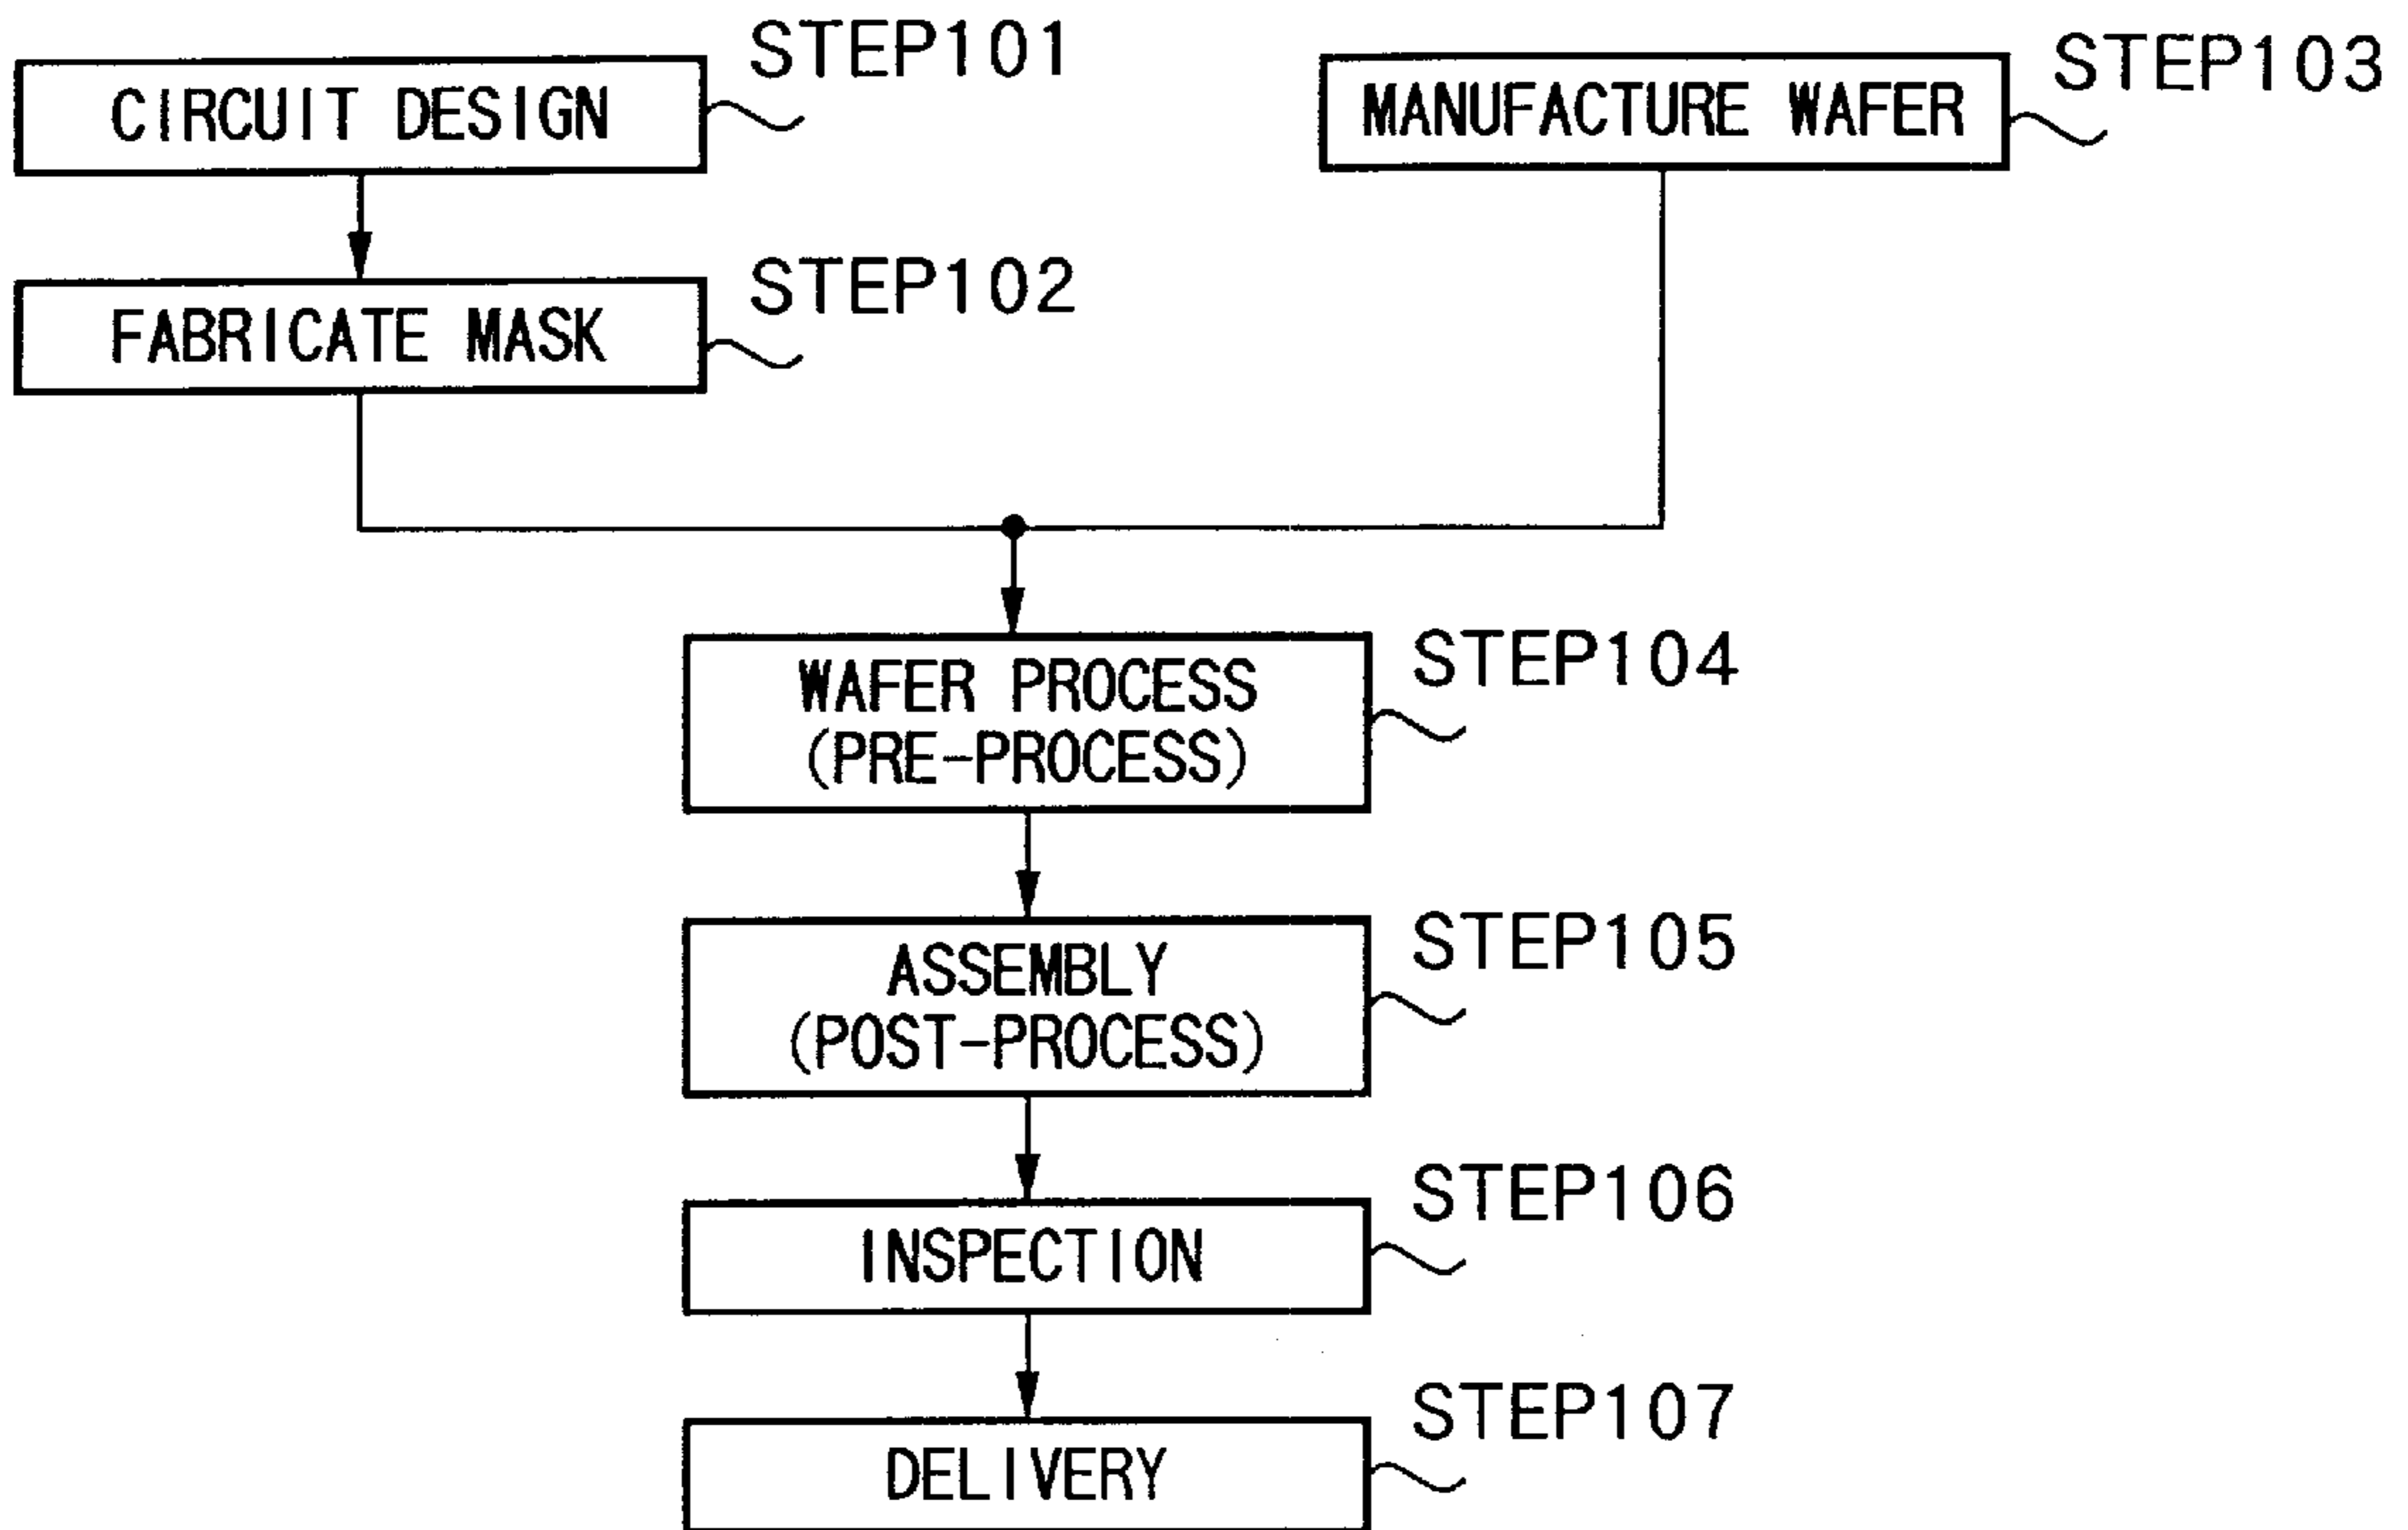 STEP101
CIRCUIT DESIGN
STEP103
MANUFACTURE WAFER
STEP102
FABRICATE MASK
STEP104
WAFER PROCESS
(PRE-PROCESS)
STEP105
ASSEMBLY
(POST-PROCESS)
STEP106
INSPECTION
STEP107
DELIVERY